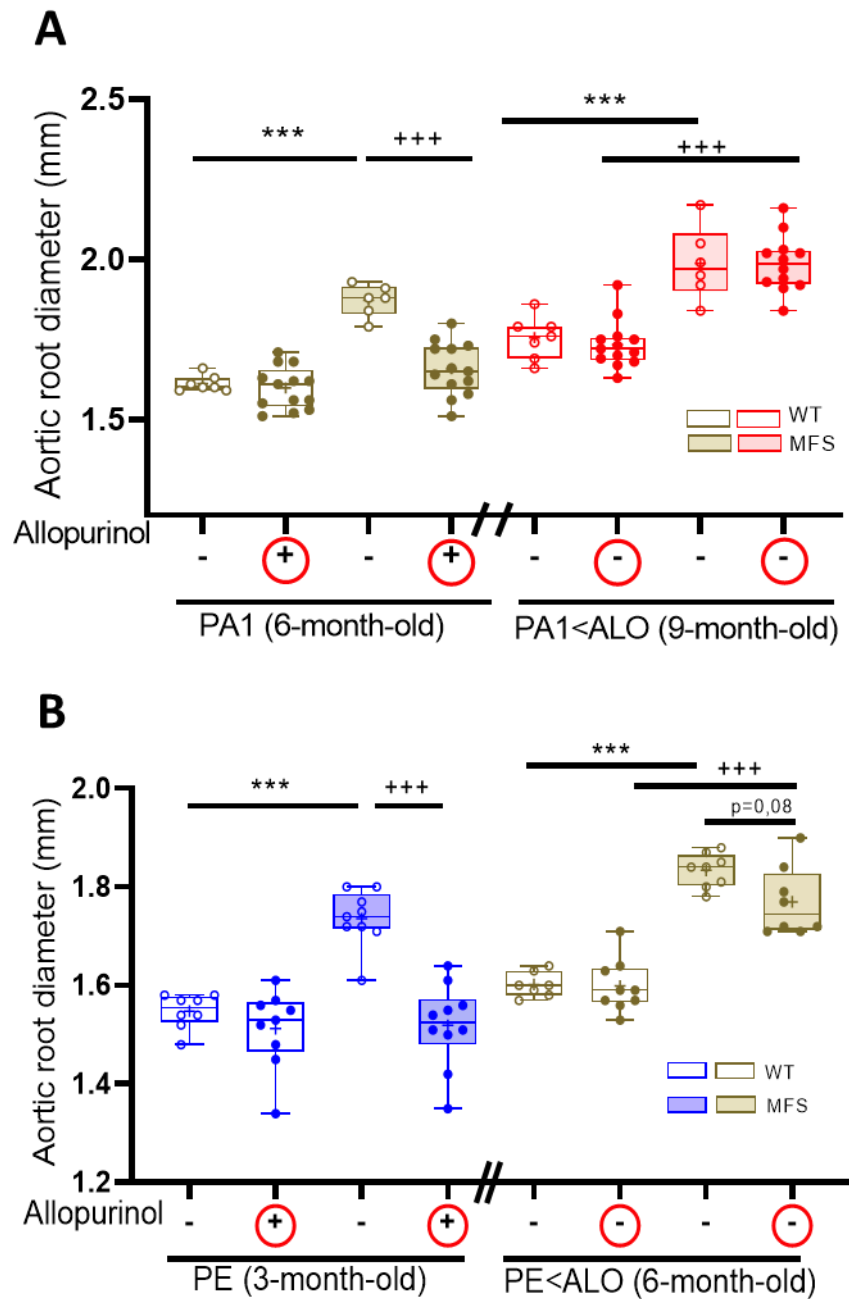 A
Aortic root diameter (mm)
2.5
2.0
1.5
***
+++
***
+++
WT
MFS
Allopurinol
- + - + - - - -
PA1 (6-month-old)
PA1<ALO (9-month-old)
B
Aortic root diameter (mm)
2.0
1.8
1.6
1.4
1.2
***
+++
***
+++
p=0,08
WT
MFS
Allopurinol
- + - + - - - -
PE (3-month-old)
PE<ALO (6-month-old)